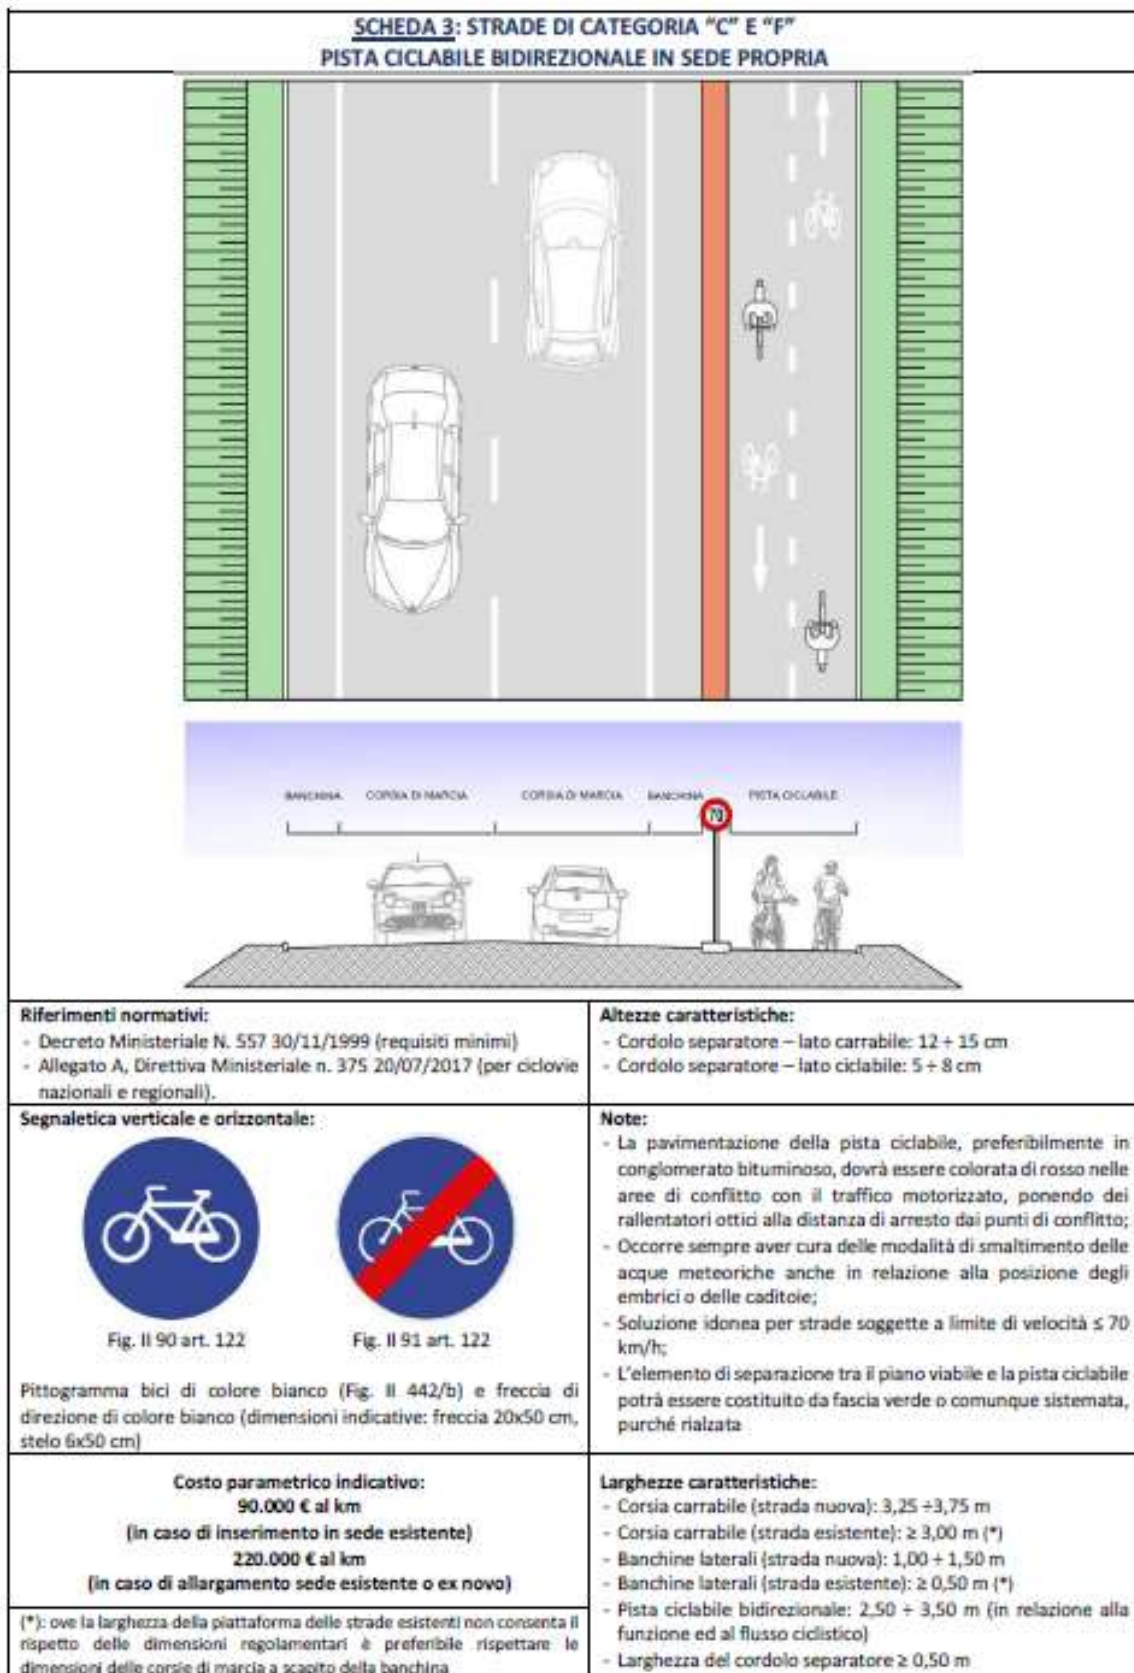 SCHEDA 3: STRADE DI CATEGORIA "C" E "F"
PISTA CICLABILE BIDIREZIONALE IN SEDE PROPRIA
BANCHINA CORSIA DI MARCIA CORSIA DI MARCIA BANCHINA PISTA CICLABILE
70
Riferimenti normativi:
- Decreto Ministeriale N. 557 30/11/1999 (requisiti minimi)
- Allegato A, Direttiva Ministeriale n. 375 20/07/2017 (per ciclovie
nazionali e regionali).
Altezze caratteristiche:
- Cordolo separatore – lato carrabile: 12 ÷ 15 cm
- Cordolo separatore – lato ciclabile: 5 ÷ 8 cm
Segnaletica verticale e orizzontale:
Fig. II 90 art. 122 Fig. II 91 art. 122
Pittogramma bici di colore bianco (Fig. II 442/b) e freccia di
direzione di colore bianco (dimensioni indicative: freccia 20x50 cm,
stelo 6x50 cm)
Note:
- La pavimentazione della pista ciclabile, preferibilmente in
conglomerato bituminoso, dovrà essere colorata di rosso nelle
aree di conflitto con il traffico motorizzato, ponendo dei
rallentatori ottici alla distanza di arresto dai punti di conflitto;
- Occorre sempre aver cura delle modalità di smaltimento delle
acque meteoriche anche in relazione alla posizione degli
embrici o delle caditoie;
- Soluzione idonea per strade soggette a limite di velocità ≤ 70
km/h;
- L'elemento di separazione tra il piano viabile e la pista ciclabile
potrà essere costituito da fascia verde o comunque sistemata,
purché rialzata
Costo parametrico indicativo:
90.000 € al km
(in caso di inserimento in sede esistente)
220.000 € al km
(in caso di allargamento sede esistente o ex novo)
(*): ove la larghezza della piattaforma delle strade esistenti non consenta il
rispetto delle dimensioni regolamentari è preferibile rispettare le
dimensioni delle corsie di marcia a scapito della banchina
Larghezze caratteristiche:
- Corsia carrabile (strada nuova): 3,25 ÷3,75 m
- Corsia carrabile (strada esistente): ≥ 3,00 m (*)
- Banchine laterali (strada nuova): 1,00 ÷ 1,50 m
- Banchine laterali (strada esistente): ≥ 0,50 m (*)
- Pista ciclabile bidirezionale: 2,50 ÷ 3,50 m (in relazione alla
funzione ed al flusso ciclistico)
- Larghezza del cordolo separatore ≥ 0,50 m